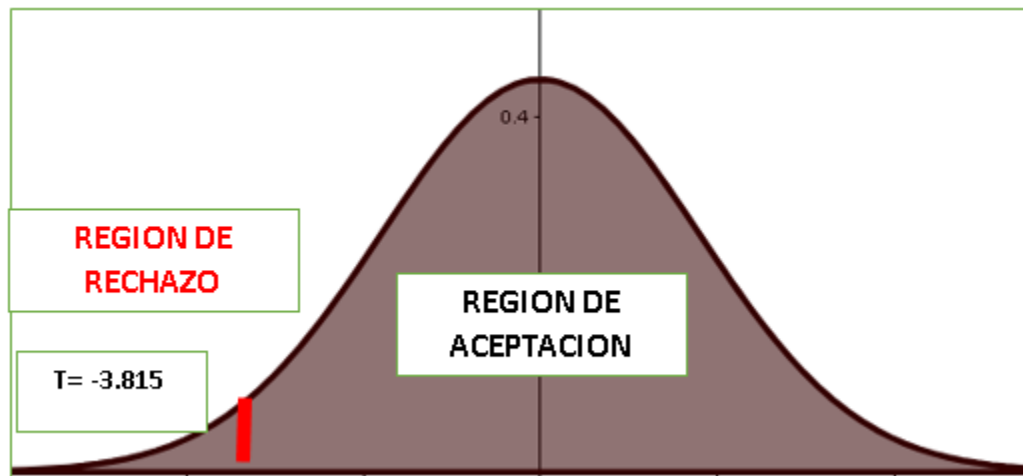 0.4
REGION DE
RECHAZO
REGION DE
ACEPTACION
T= -3.815